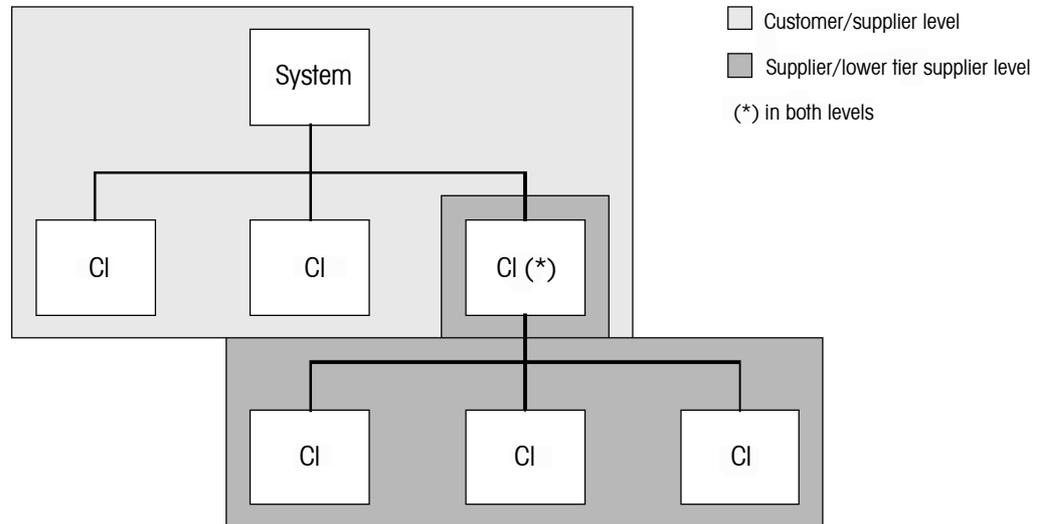 System
CI
CI
CI (*)
CI
CI
CI
Customer/supplier level
Supplier/lower tier supplier level
(*) in both levels